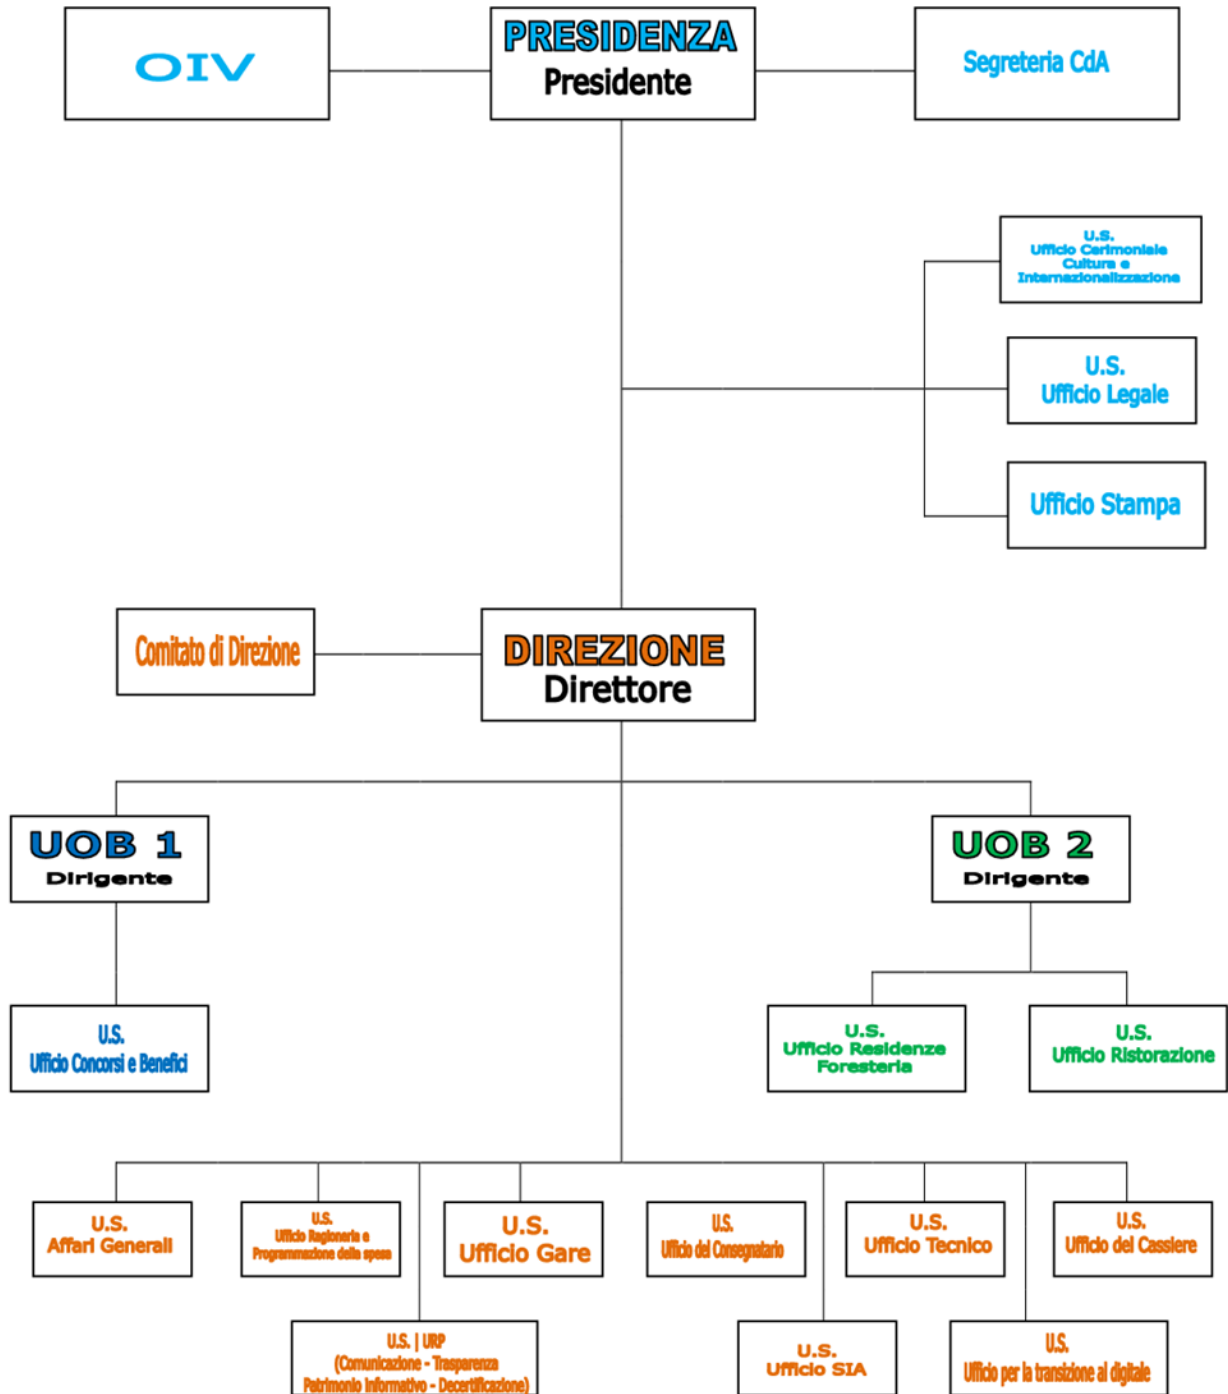 OIV
PRESIDENZA
Presidente
Segreteria CdA
U.S.
Ufficio Cerimoniale
Cultura e
Internazionalizzazione
U.S.
Ufficio Legale
Ufficio Stampa
Comitato di Direzione
DIREZIONE
Direttore
UOB 1
Dirigente
UOB 2
Dirigente
U.S.
Ufficio Concorsi e Benefici
U.S.
Ufficio Residenze
Foresteria
U.S.
Ufficio Ristorazione
U.S.
Affari Generali
U.S.
Ufficio Ragioneria e
Programmazione della spesa
U.S.
Ufficio Gare
U.S.
Ufficio del Consegnatario
U.S.
Ufficio Tecnico
U.S.
Ufficio del Cassiere
U.S. | URP
(Comunicazione - Trasparenza
Patrimonio Informativo - Decertificazione)
U.S.
Ufficio SIA
U.S.
Ufficio per la transizione al digitale